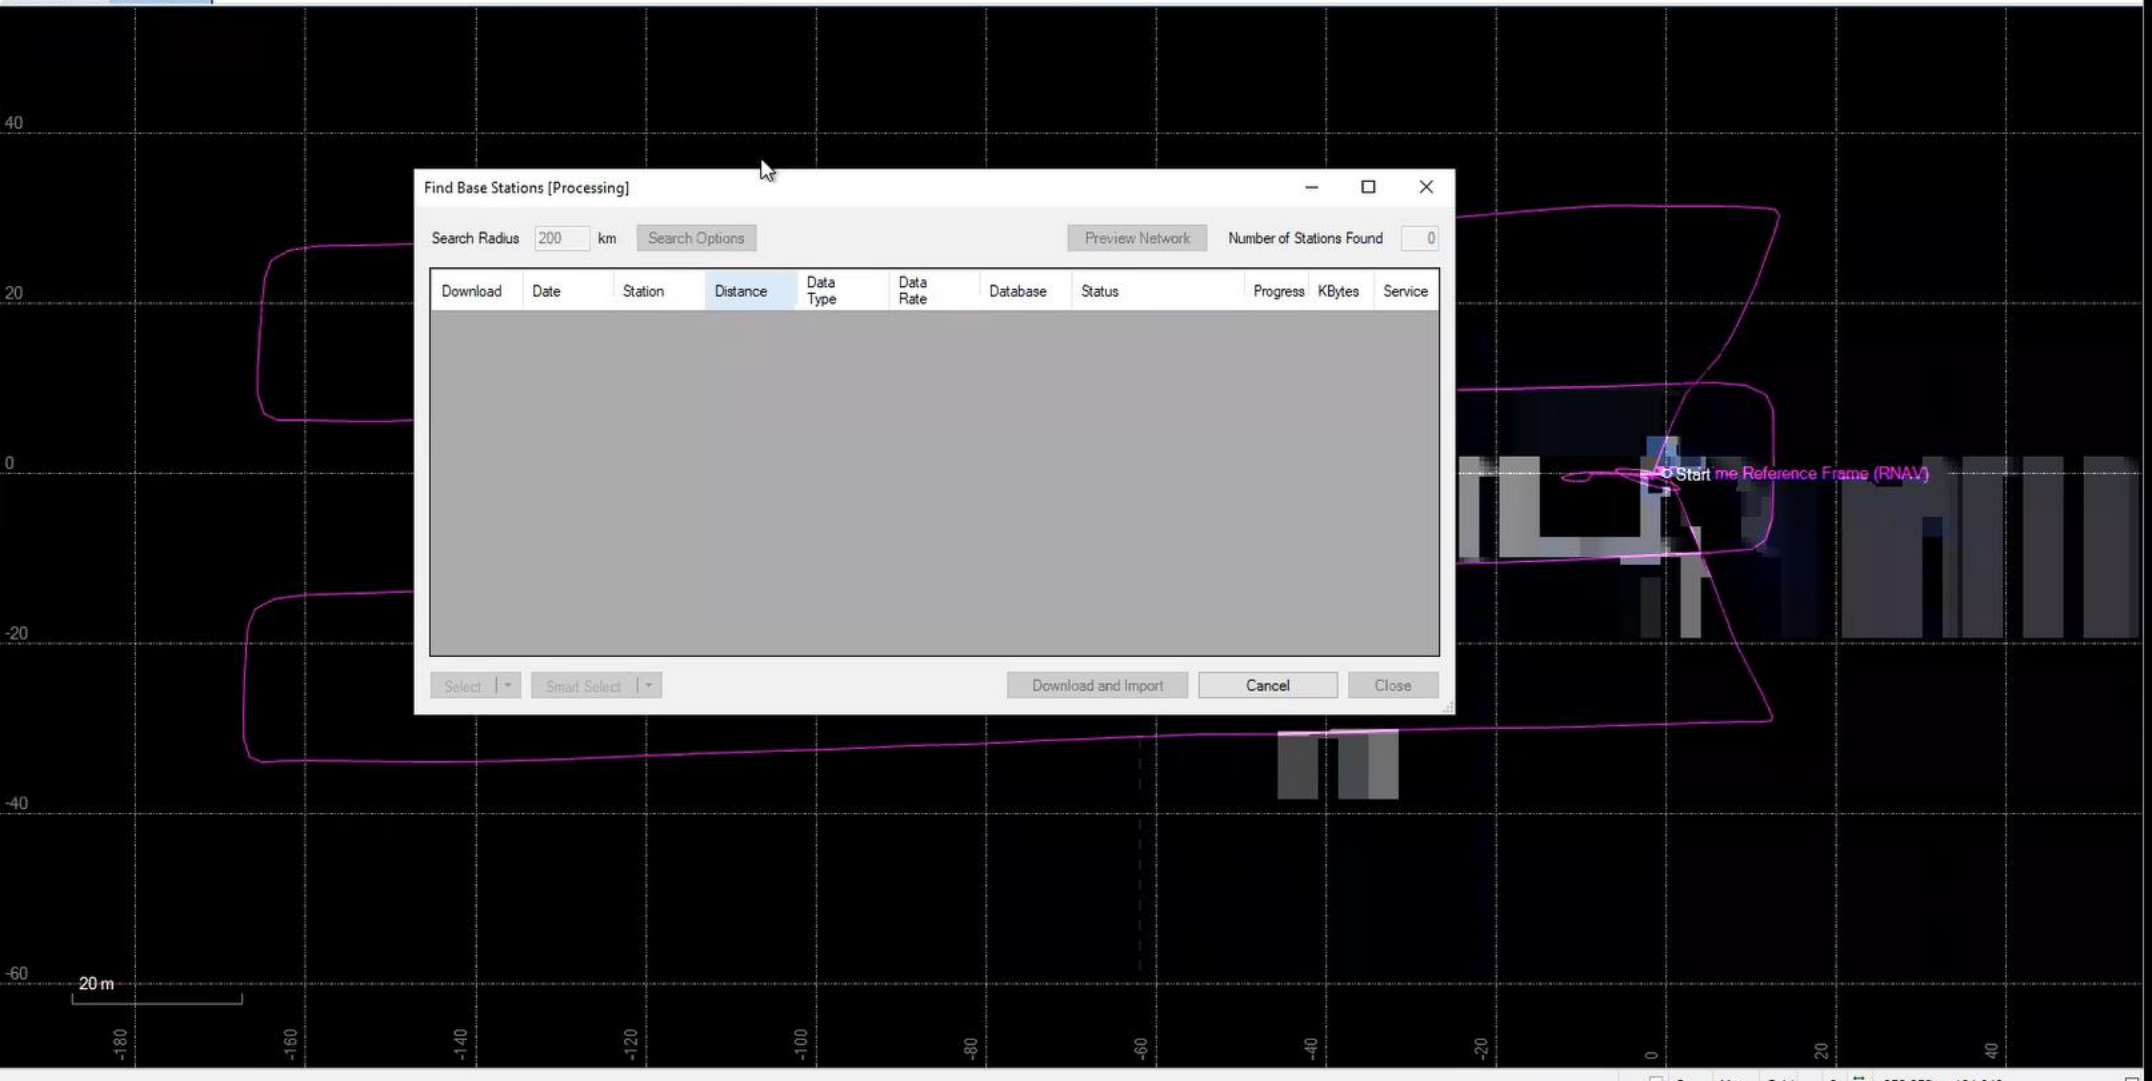 40
Find Base Stations [Processing]
Search Radius 200 km Search Options Preview Network Number of Stations Found 0
Download Date Station Distance Data Type Data Rate Database Status Progress KBytes Service
20
0
Start me Reference Frame (RNAV)
-20
Select Smart Select Download and Import Cancel Close
-40
-60
20 m
-180 -160 -140 -120 -100 -80 -60 -40 -20 0 20 40